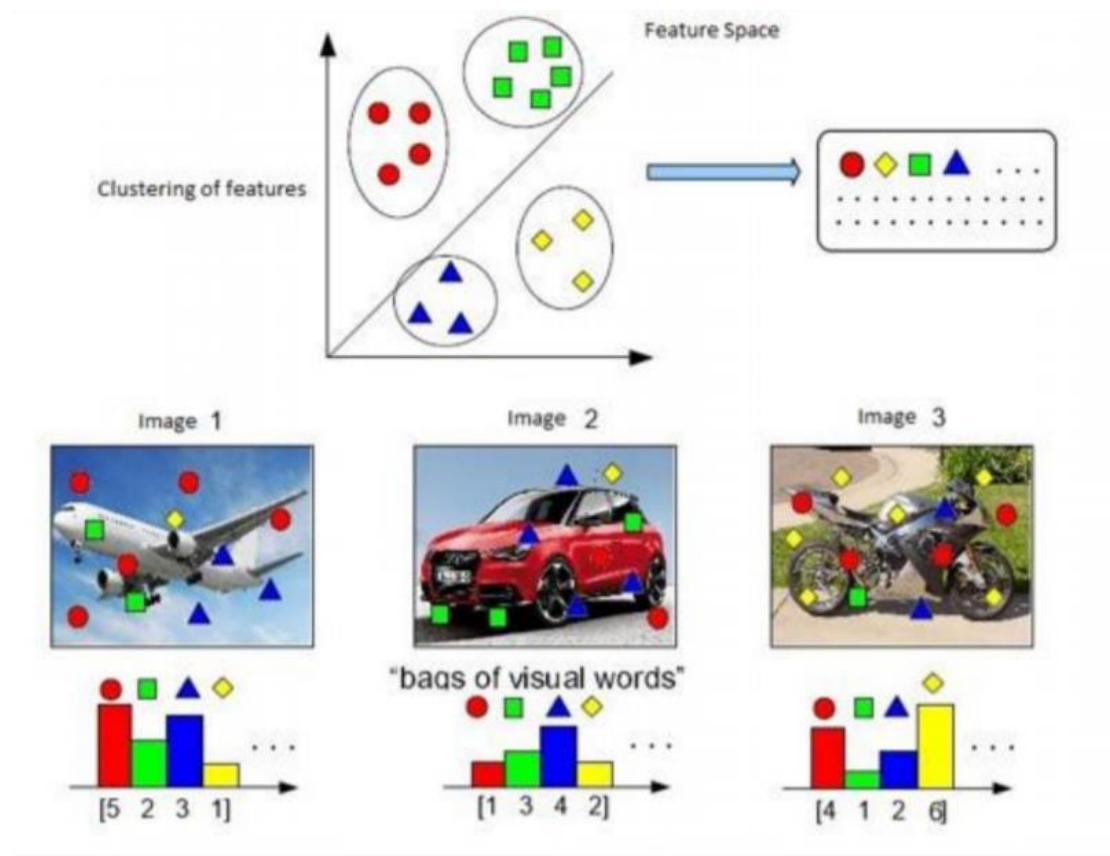 Feature Space
Clustering of features
Image 1
Image 2
Image 3
"bags of visual words"
[5 2 3 1]
[1 3 4 2]
[4 1 2 6]